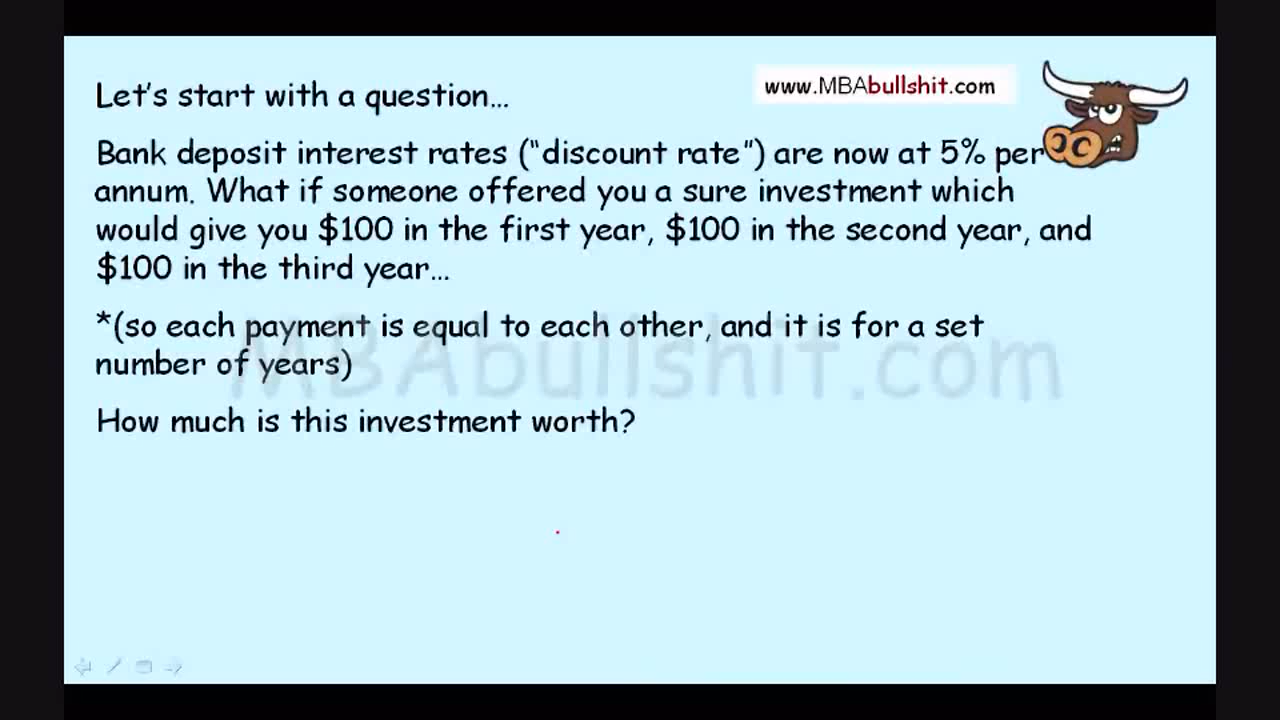 Let's start with a question...
www.MBAbullshit.com
Bank deposit interest rates ("discount rate") are now at 5% per
annum. What if someone offered you a sure investment which
would give you $100 in the first year, $100 in the second year, and
$100 in the third year...
*(so each payment is equal to each other, and it is for a set
number of years)
MBAbullshit.com
How much is this investment worth?